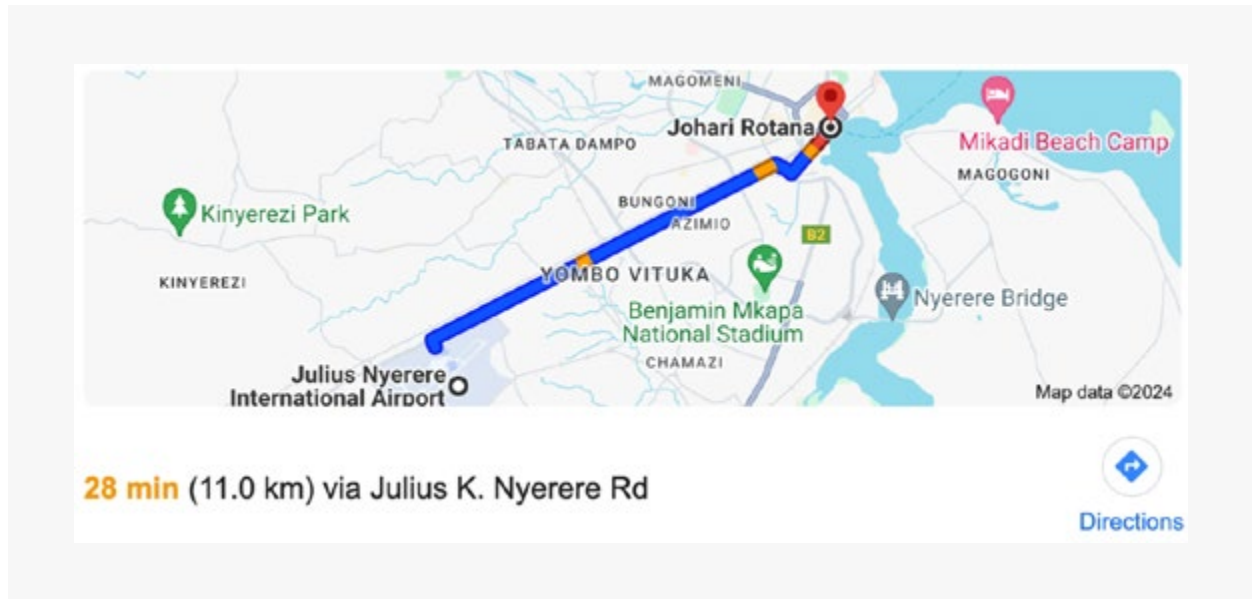 MAGOMENI
Johari Rotana
TABATA DAMPO
Mikadi Beach Camp
MAGOGONI
BUNGONI
Kinyerezi Park
AZIMIO
B2
YOMBO VITUKA
KINYEREZI
Benjamin Mkapa
National Stadium
Nyerere Bridge
CHAMAZI
Julius Nyerere
International Airport
Map data ©2024
28 min (11.0 km) via Julius K. Nyerere Rd
Directions